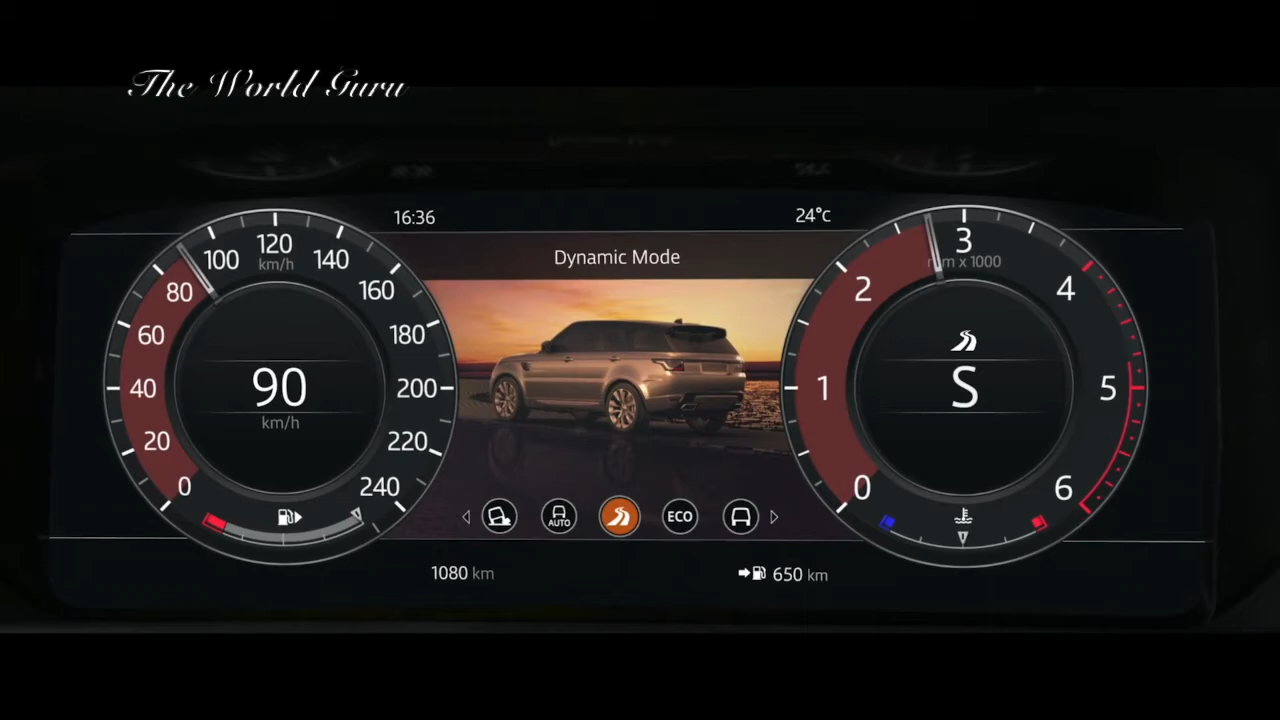 The World Guru
16:36
24°C
Dynamic Mode
0
20
40
60
80
100
120
km/h
140
160
180
200
220
240
90
km/h
0
1
2
3
4
5
6
x 1000
S
AUTO
ECO
1080 km
650 km